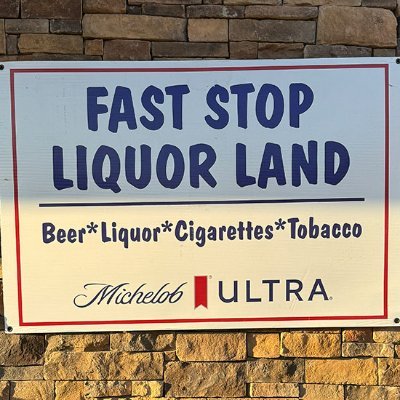 FAST STOP
LIQUOR LAND
Beer*Liquor*Cigarettes*Tobacco
Michelob ULTRA